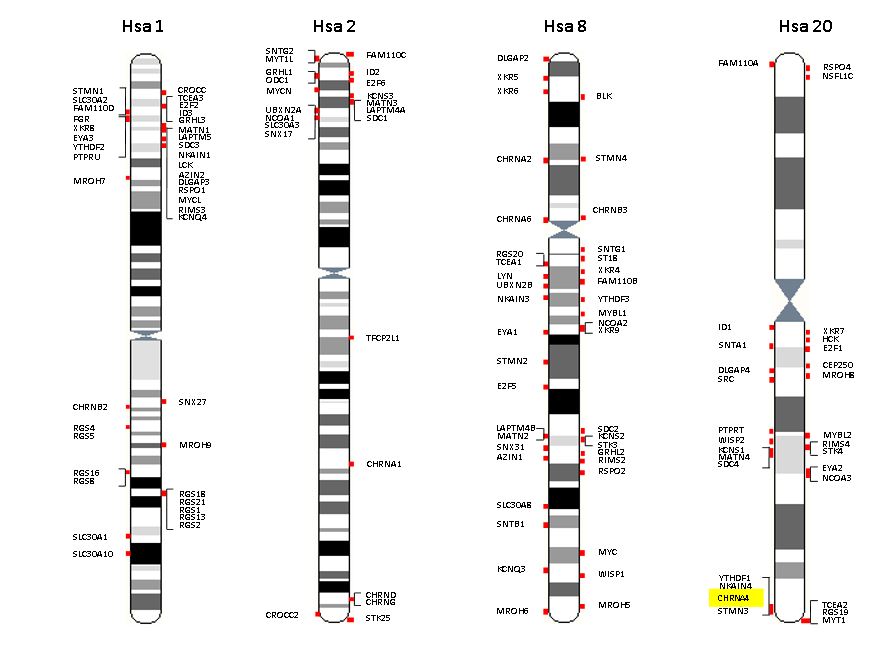 Hsa 1
Hsa 2
Hsa 8
Hsa 20
STMN1
SLC30A2
FAM110D
FGR
XKR8
EYA3
YTHDF2
PTPRU
MROH7
CHRNB2
RGS4
RGS5
RGS16
RGS8
SLC30A1
SLC30A10
CROCC
TCEA3
E2F2
ID3
GRHL3
MATN1
LAPTM5
SDC3
NKAIN1
LCK
AZIN2
DLGAP3
RSPO1
MYCL
RIMS3
KCNQ4
SNX27
MROH9
RGS18
RGS21
RGS1
RGS13
RGS2
SNTG2
MYT1L
GRHL1
ODC1
MYCN
UBXN2A
NCOA1
SLC30A3
SNX17
CROCC2
FAM110C
ID2
E2F6
KCNS3
MATN3
LAPTM4A
SDC1
TFCP2L1
CHRNA1
CHRND
CHRNG
STK25
DLGAP2
XKR5
XKR6
CHRNA2
CHRNA6
RGS20
TCEA1
LYN
UBXN2B
NKAIN3
EYA1
STMN2
E2F5
LAPTM4B
MATN2
SNX31
AZIN1
SLC30A8
SNTB1
KCNQ3
MROH6
BLK
STMN4
CHRNB3
SNTG1
ST18
XKR4
FAM110B
YTHDF3
MYBL1
NCOA2
XKR9
SDC2
KCNS2
STK3
GRHL2
RIMS2
RSPO2
MYC
WISP1
MROH5
FAM110A
ID1
SNTA1
DLGAP4
SRC
PTPRT
WISP2
KCNS1
MATN4
SDC4
YTHDF1
NKAIN4
CHRNA4
STMN3
RSPO4
NSFL1C
XKR7
HCK
E2F1
CEP250
MROH8
MYBL2
RIMS4
STK4
EYA2
NCOA3
TCEA2
RGS19
MYT1